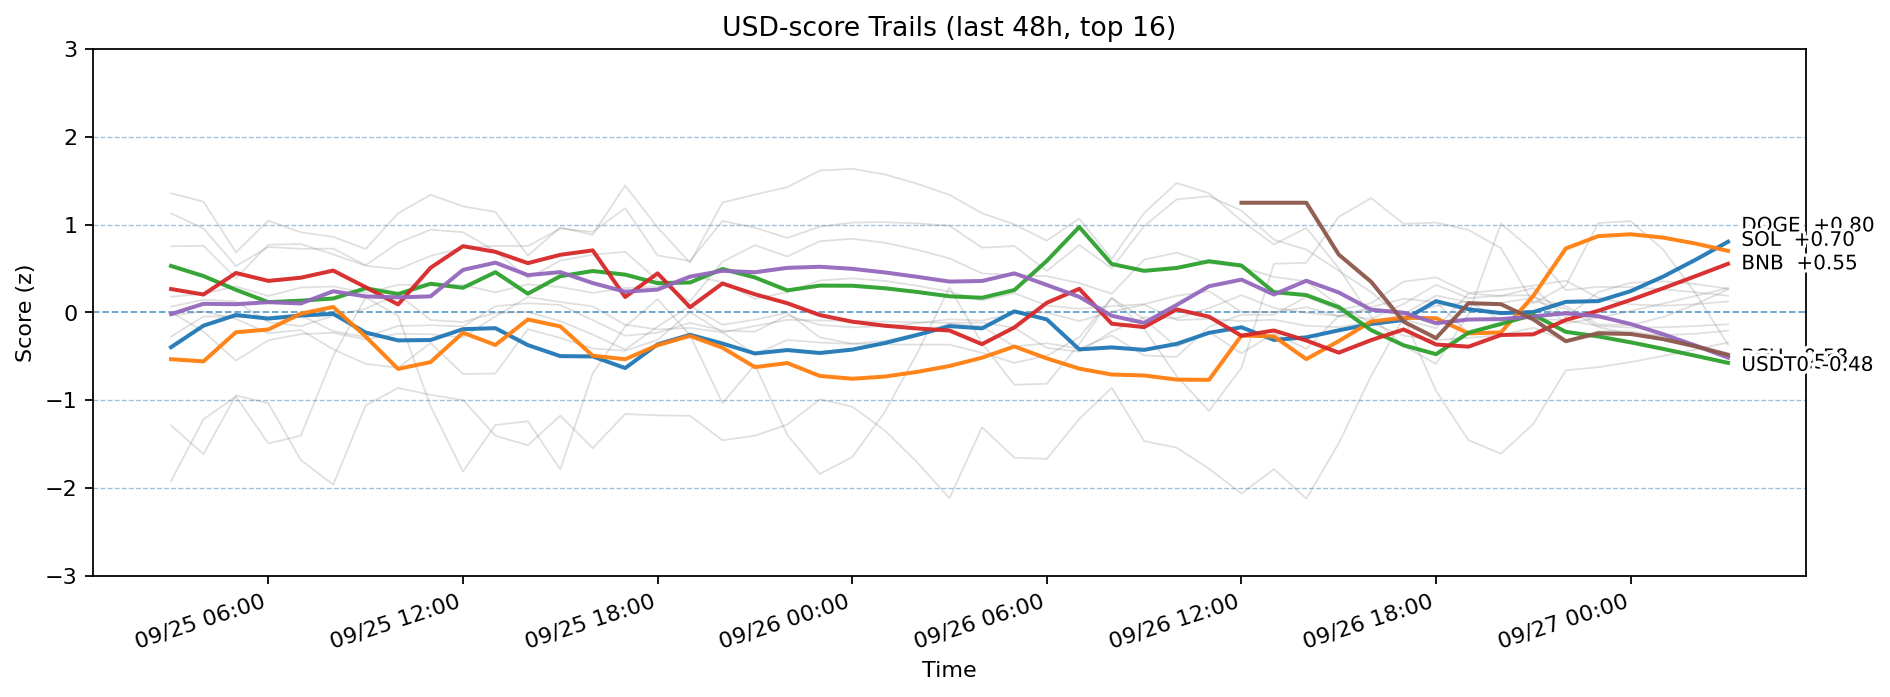 USD-score Trails (last 48h, top 16)
Score (z)
3
2
1
0
−1
−2
−3
DOGE +0.80
SOL +0.70
BNB +0.55
USDT0 -0.48
09/25 06:00
09/25 12:00
09/25 18:00
09/26 00:00
09/26 06:00
09/26 12:00
09/26 18:00
09/27 00:00
Time